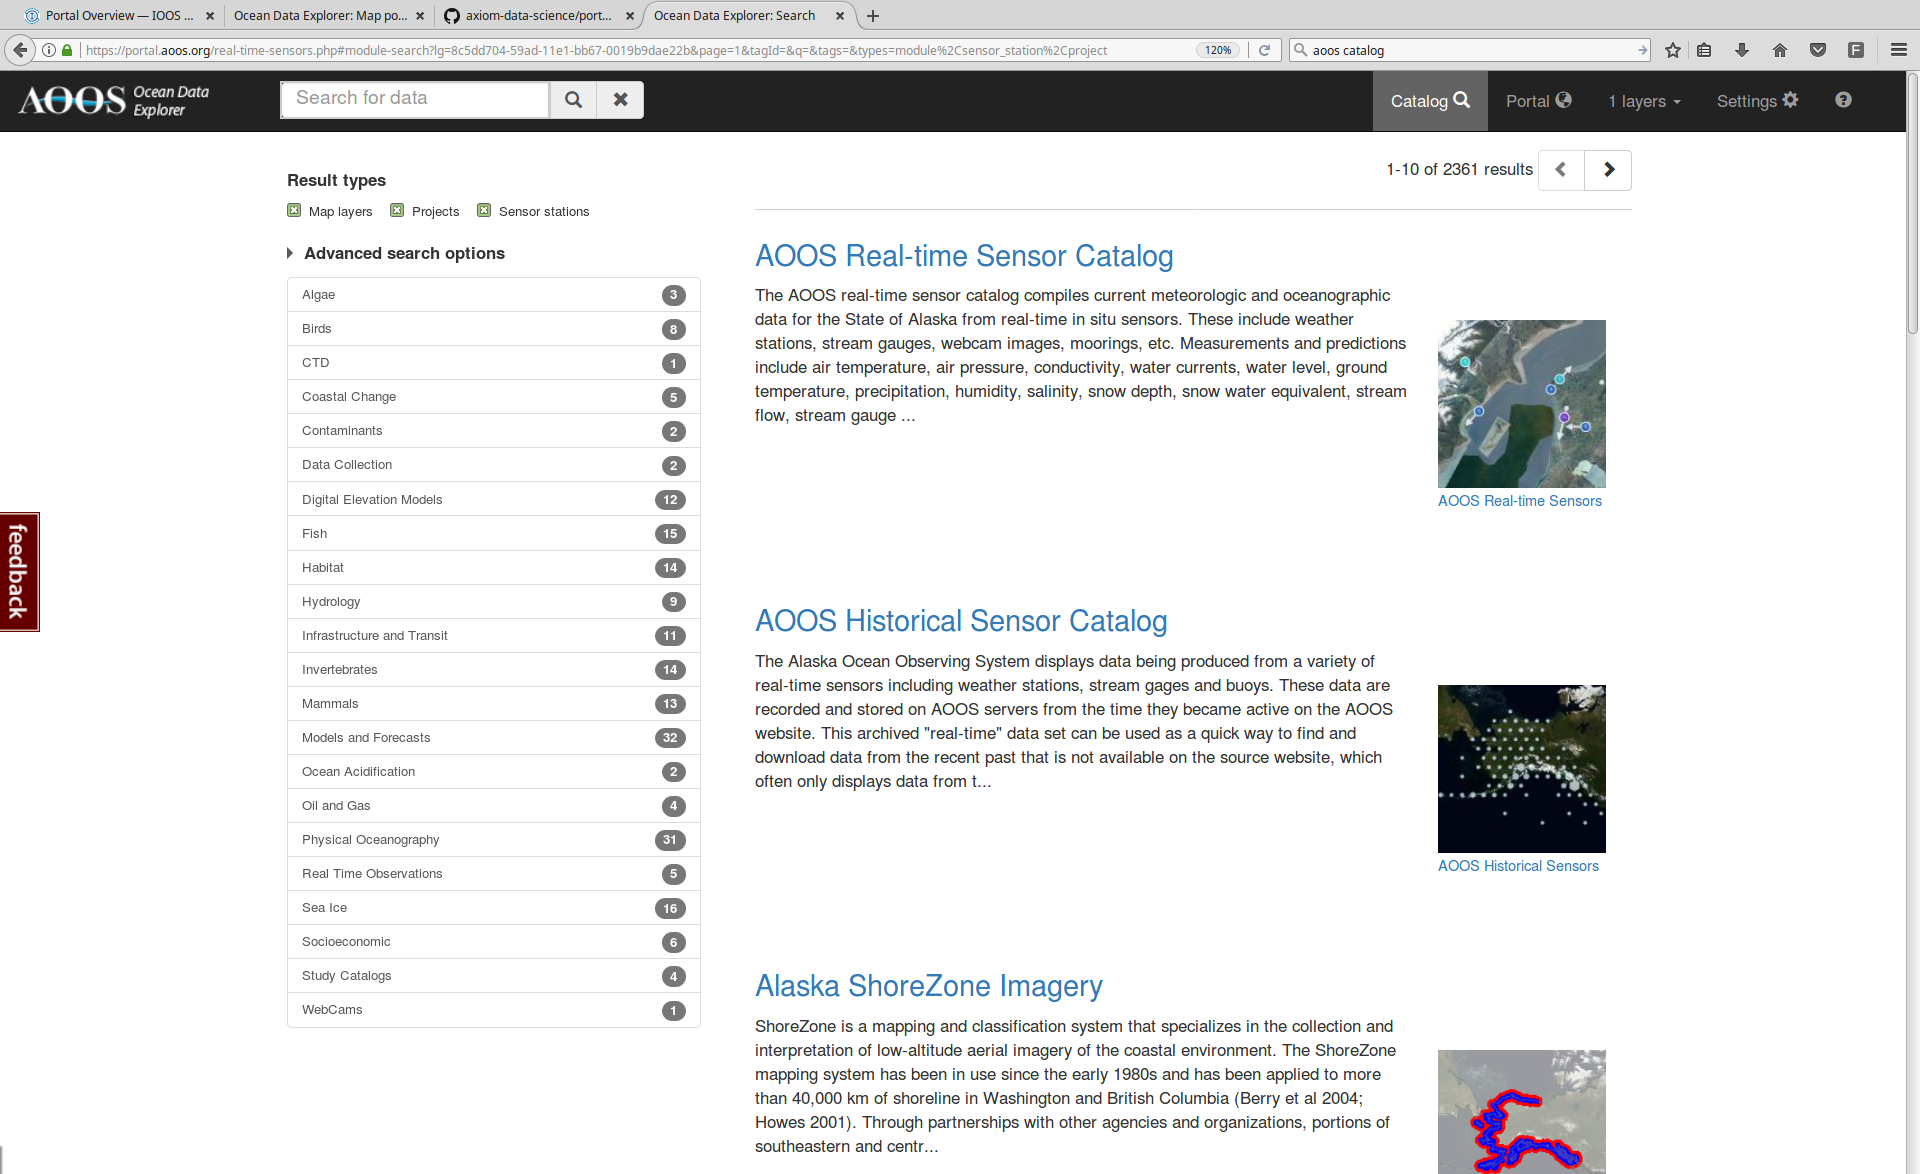 Portal Overview — IOOS ...
Ocean Data Explorer: Map po...
axiom-data-science/port...
Ocean Data Explorer: Search
https://portal.aoos.org/real-time-sensors.php#module-search?lg=8c5dd704-59ad-11e1-bb67-0019b9dae22b&page=1&tagId=&q=&tags=&types=module%2Csensor_station%2Cproject
120%
aoos catalog
AOOS Ocean Data Explorer
Search for data
Catalog
Portal
1 layers
Settings
1-10 of 2361 results
Result types
Map layers
Projects
Sensor stations
Advanced search options
Algae 3
Birds 8
CTD 1
Coastal Change 5
Contaminants 2
Data Collection 2
Digital Elevation Models 12
Fish 15
Habitat 14
Hydrology 9
Infrastructure and Transit 11
Invertebrates 14
Mammals 13
Models and Forecasts 32
Ocean Acidification 2
Oil and Gas 4
Physical Oceanography 31
Real Time Observations 5
Sea Ice 16
Socioeconomic 6
Study Catalogs 4
WebCams 1
feedback
AOOS Real-time Sensor Catalog
The AOOS real-time sensor catalog compiles current meteorologic and oceanographic
data for the State of Alaska from real-time in situ sensors. These include weather
stations, stream gauges, webcam images, moorings, etc. Measurements and predictions
include air temperature, air pressure, conductivity, water currents, water level, ground
temperature, precipitation, humidity, salinity, snow depth, snow water equivalent, stream
flow, stream gauge ...
AOOS Real-time Sensors
AOOS Historical Sensor Catalog
The Alaska Ocean Observing System displays data being produced from a variety of
real-time sensors including weather stations, stream gages and buoys. These data are
recorded and stored on AOOS servers from the time they became active on the AOOS
website. This archived "real-time" data set can be used as a quick way to find and
download data from the recent past that is not available on the source website, which
often only displays data from t...
AOOS Historical Sensors
Alaska ShoreZone Imagery
ShoreZone is a mapping and classification system that specializes in the collection and
interpretation of low-altitude aerial imagery of the coastal environment. The ShoreZone
mapping system has been in use since the early 1980s and has been applied to more
than 40,000 km of shoreline in Washington and British Columbia (Berry et al 2004;
Howes 2001). Through partnerships with other agencies and organizations, portions of
southeastern and centr...